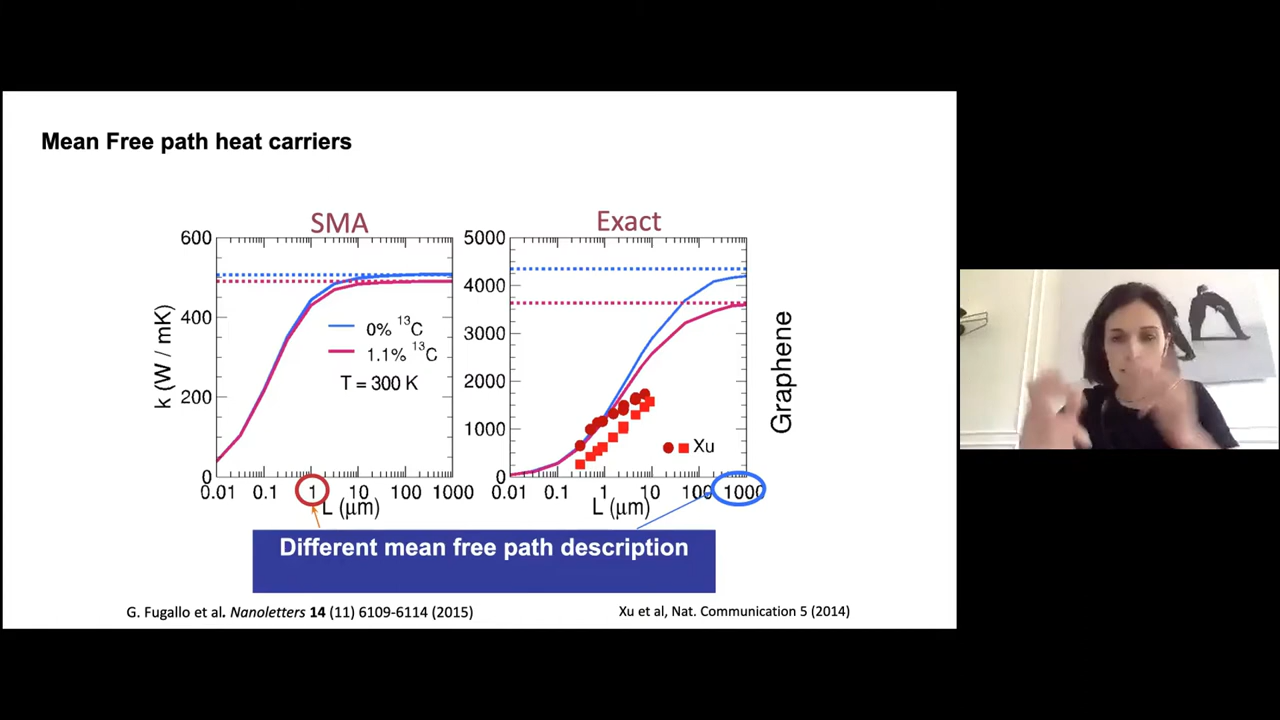 Mean Free path heat carriers
SMA
Exact
600
400
200
0
k (W / mK)
0% ¹³C
1.1% ¹³C
T = 300 K
0.01 0.1 1 10 100 1000
L (μm)
5000
4000
3000
2000
1000
0
Xu
0.01 0.1 1 10 100 1000
L (μm)
Graphene
Different mean free path description
G. Fugallo et al. Nanoletters 14 (11) 6109-6114 (2015)
Xu et al, Nat. Communication 5 (2014)